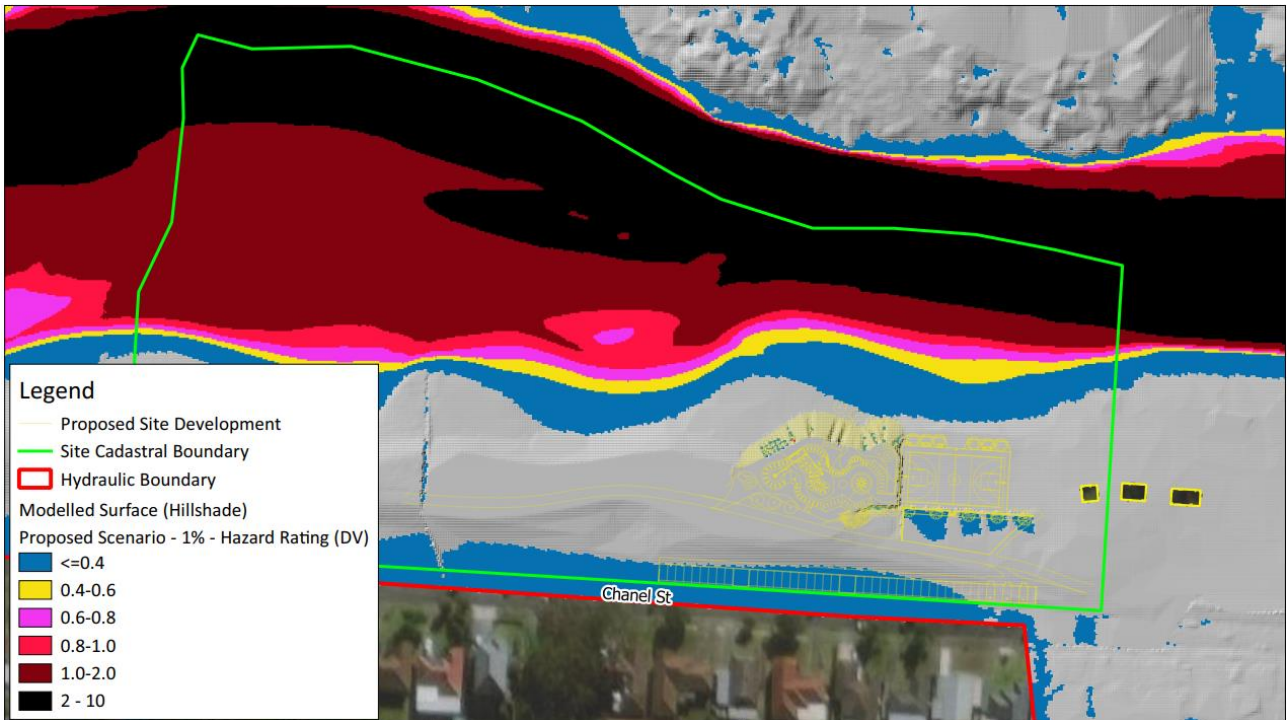 Chanel St
Legend
Proposed Site Development
Site Cadastral Boundary
Hydraulic Boundary
Modelled Surface (Hillshade)
Proposed Scenario - 1% - Hazard Rating (DV)
<=0.4
0.4-0.6
0.6-0.8
0.8-1.0
1.0-2.0
2 - 10